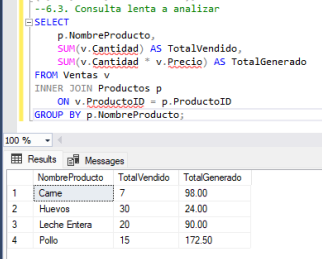 --6.3. Consulta lenta a analizar
SELECT
p.NombreProducto,
SUM(v.Cantidad) AS TotalVendido,
SUM(v.Cantidad * v.Precio) AS TotalGenerado
FROM Ventas v
INNER JOIN Productos p
ON v.ProductoID = p.ProductoID
GROUP BY p.NombreProducto;
100 %
Results Messages
NombreProducto TotalVendido TotalGenerado
1 Carne 7 98.00
2 Huevos 30 24.00
3 Leche Entera 20 90.00
4 Pollo 15 172.50